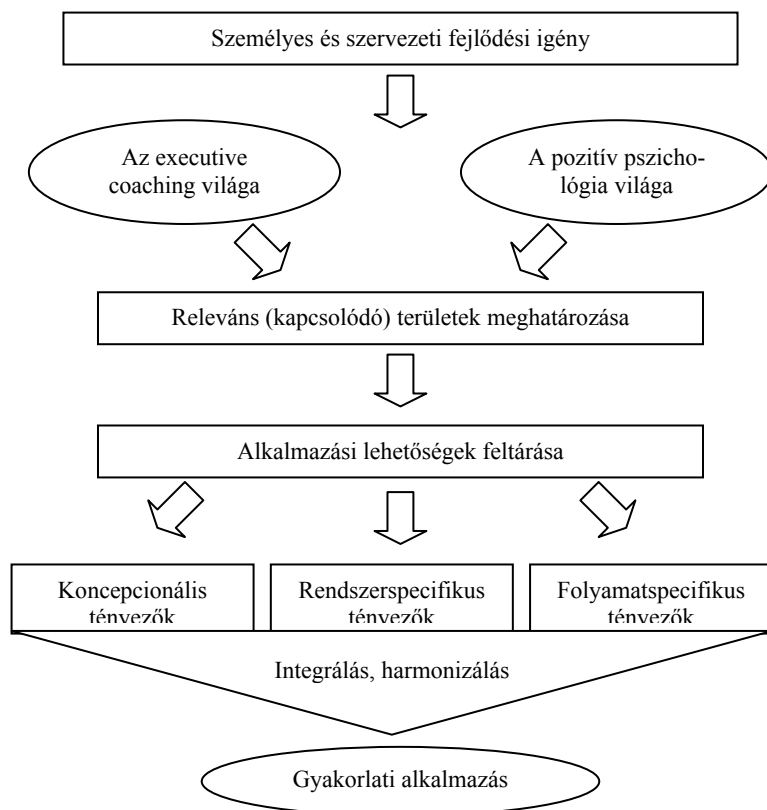 Személyes és szervezeti fejlődési igény
Az executive
coaching világa
A pozitív pszicho-
lógia világa
Releváns (kapcsolódó) területek meghatározása
Alkalmazási lehetőségek feltárása
Koncepcionális
tényezők
Rendszerspecifikus
tényezők
Folyamatspecifikus
tényezők
Integrálás, harmonizálás
Gyakorlati alkalmazás